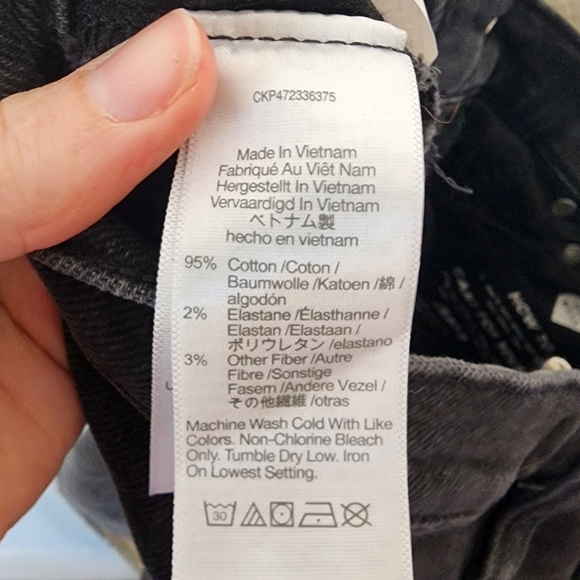 CKP472336375
Made In Vietnam
Fabriqué Au Viêt Nam
Hergestellt In Vietnam
Vervaardigd In Vietnam
ベトナム製
hecho en vietnam
95% Cotton /Coton /
Baumwolle /Katoen /綿 /
algodón
2% Elastane /Élasthanne /
Elastan /Elastaan /
ポリウレタン /elastano
3% Other Fiber /Autre
Fibre /Sonstige
Fasern /Andere Vezel /
その他繊維 /otras
Machine Wash Cold With Like
Colors. Non-Chlorine Bleach
Only. Tumble Dry Low. Iron
On Lowest Setting.
30
HOW